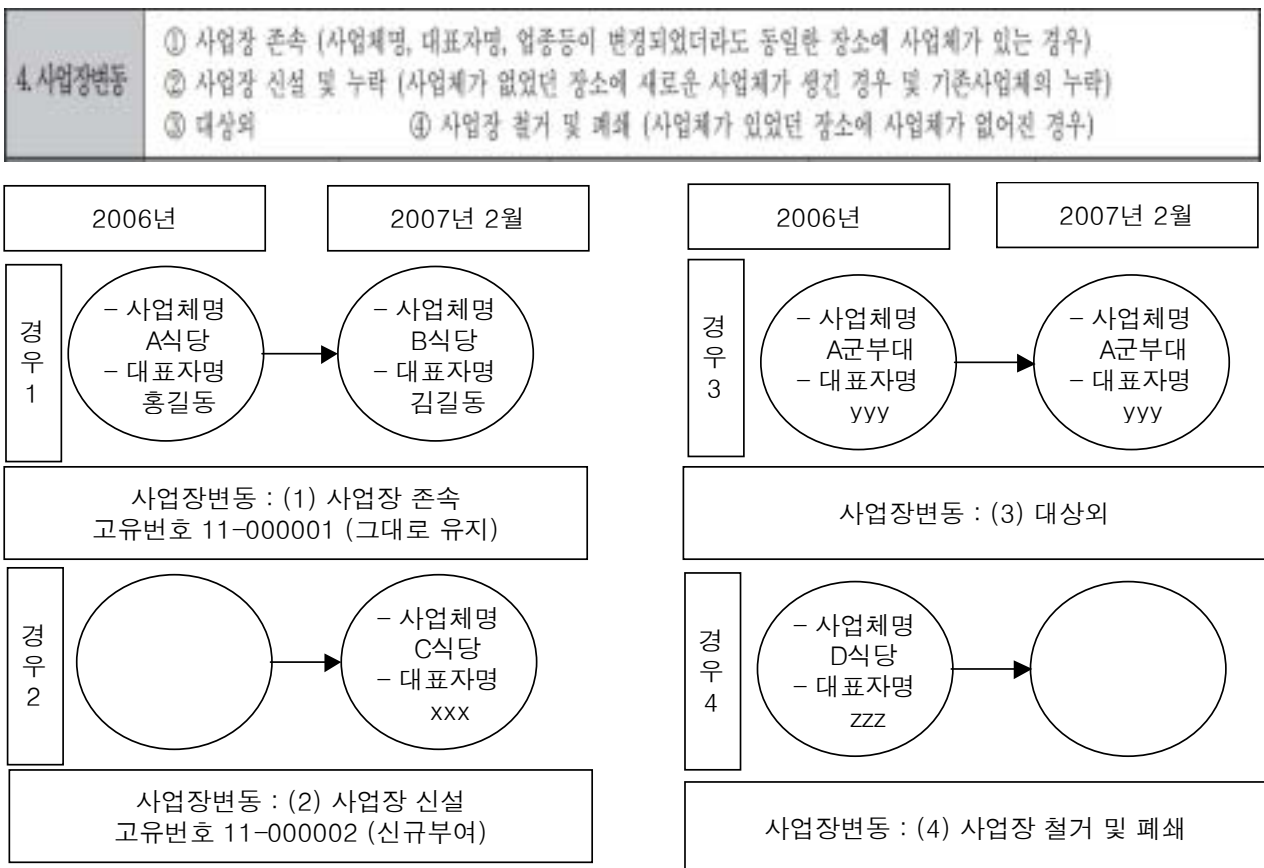 4. 사업장변동
① 사업장 존속 (사업체명, 대표자명, 업종등이 변경되었더라도 동일한 장소에 사업체가 있는 경우)
② 사업장 신설 및 누락 (사업체가 없었던 장소에 새로운 사업체가 생긴 경우 및 기존사업체의 누락)
③ 대상외 ④ 사업장 철거 및 폐쇄 (사업체가 있었던 장소에 사업체가 없어진 경우)
2006년
2007년 2월
경
우
1
- 사업체명
A식당
- 대표자명
홍길동
- 사업체명
B식당
- 대표자명
김길동
사업장변동 : (1) 사업장 존속
고유번호 11-000001 (그대로 유지)
경
우
2
- 사업체명
C식당
- 대표자명
xxx
사업장변동 : (2) 사업장 신설
고유번호 11-000002 (신규부여)
2006년
2007년 2월
경
우
3
- 사업체명
A군부대
- 대표자명
yyy
- 사업체명
A군부대
- 대표자명
yyy
사업장변동 : (3) 대상외
경
우
4
- 사업체명
D식당
- 대표자명
zzz
사업장변동 : (4) 사업장 철거 및 폐쇄